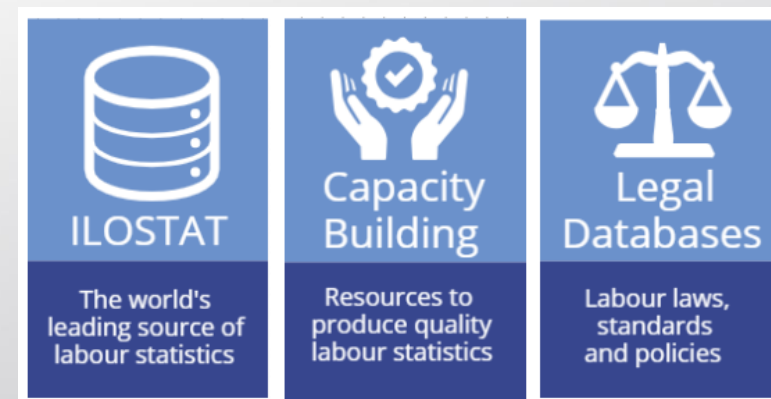 ILOSTAT
The world's
leading source of
labour statistics
Capacity
Building
Resources to
produce quality
labour statistics
Legal
Databases
Labour laws,
standards
and policies